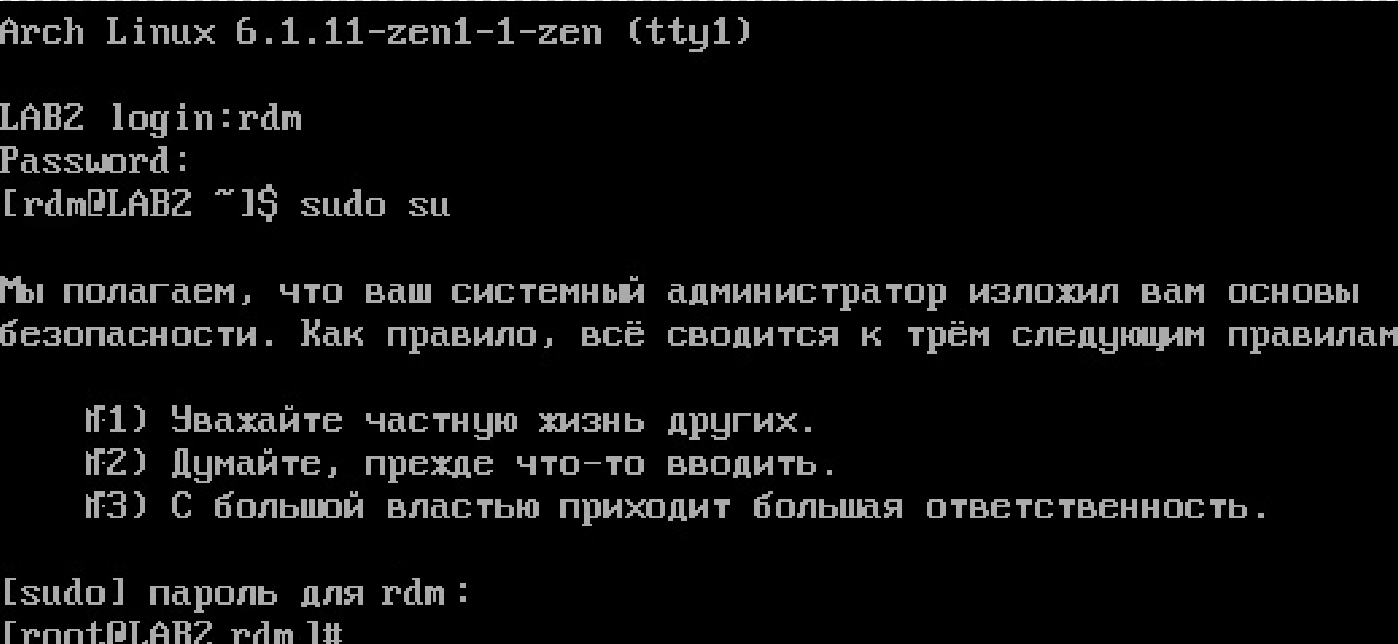 Arch Linux 6.1.11-zen1-1-zen (tty1)
LAB2 login:rdm
Password:
[rdm@LAB2 ~]$ sudo su
Мы полагаем, что ваш системный администратор изложил вам основы
безопасности. Как правило, всё сводится к трём следующим правилам
№1) Уважайте частную жизнь других.
№2) Думайте, прежде что-то вводить.
№3) С большой властью приходит большая ответственность.
[sudo] пароль для rdm:
[root@LAB2 rdm]#